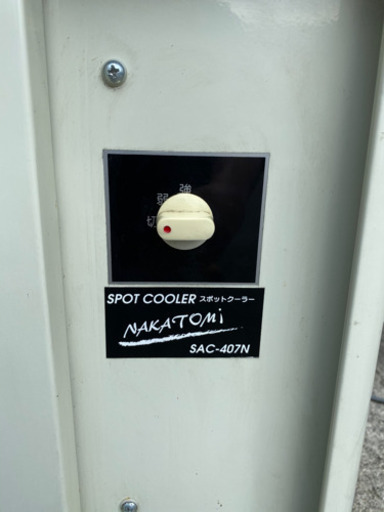 強
弱
切
SPOT COOLER スポットクーラー
NAKATOMI
SAC-407N